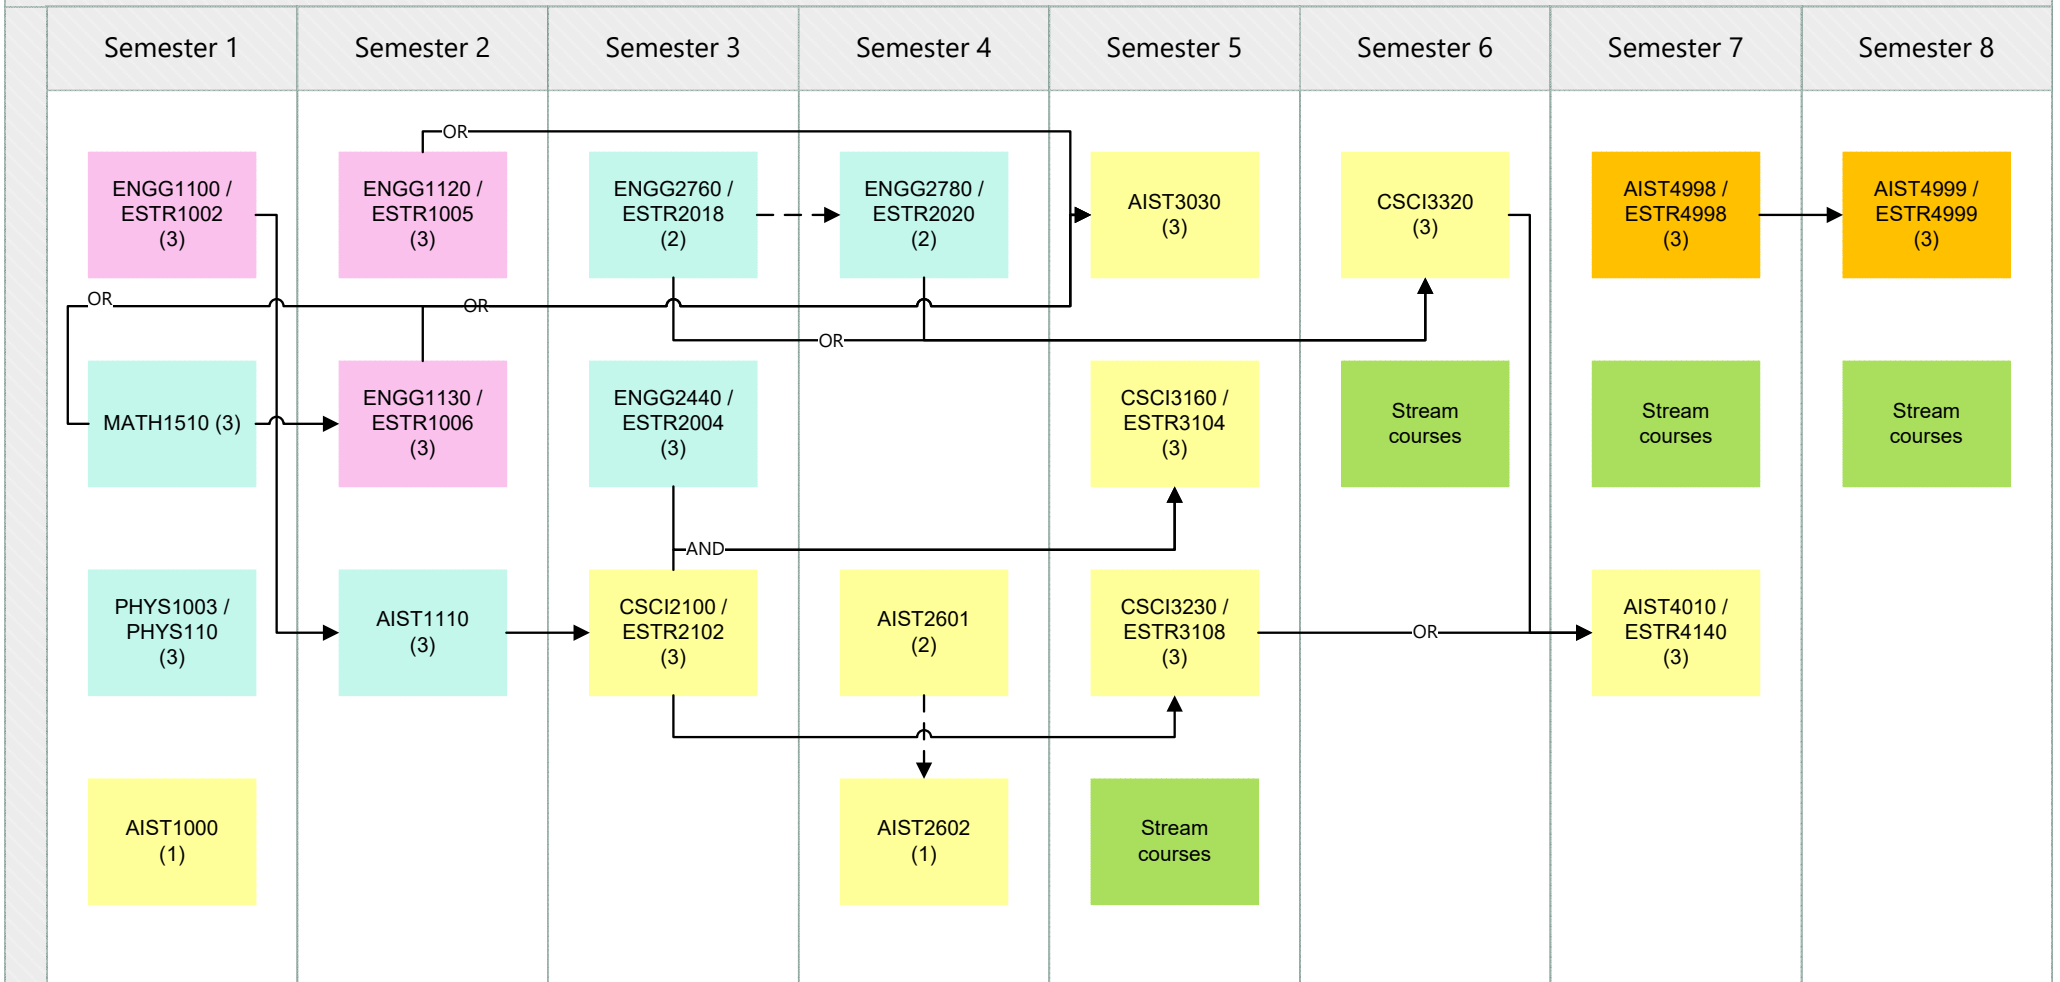 Semester 1
Semester 2
Semester 3
Semester 4
Semester 5
Semester 6
Semester 7
Semester 8
OR
ENGG1100 /
ESTR1002
(3)
ENGG1120 /
ESTR1005
(3)
ENGG2760 /
ESTR2018
(2)
ENGG2780 /
ESTR2020
(2)
AIST3030
(3)
CSCI3320
(3)
AIST4998 /
ESTR4998
(3)
AIST4999 /
ESTR4999
(3)
OR
OR
OR
MATH1510 (3)
ENGG1130 /
ESTR1006
(3)
ENGG2440 /
ESTR2004
(3)
CSCI3160 /
ESTR3104
(3)
Stream
courses
Stream
courses
Stream
courses
AND
PHYS1003 /
PHYS110
(3)
AIST1110
(3)
CSCI2100 /
ESTR2102
(3)
AIST2601
(2)
CSCI3230 /
ESTR3108
(3)
OR
AIST4010 /
ESTR4140
(3)
AIST1000
(1)
AIST2602
(1)
Stream
courses